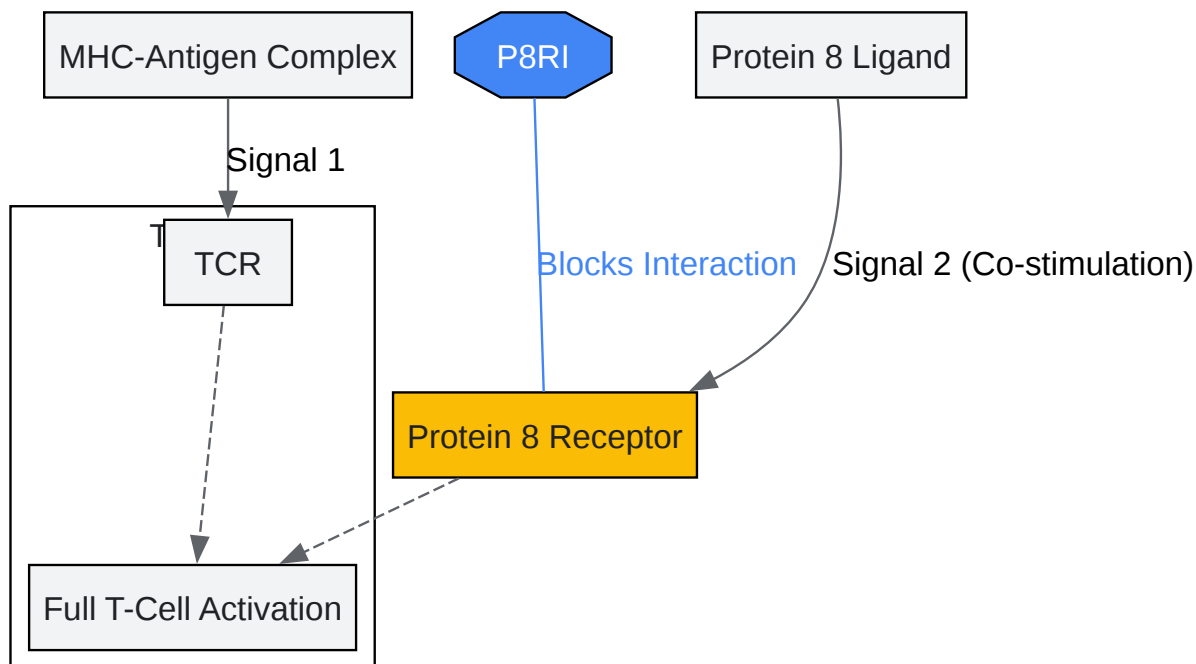 MHC-Antigen Complex
P8RI
Protein 8 Ligand
Signal 1
T
TCR
Blocks Interaction
Signal 2 (Co-stimulation)
Protein 8 Receptor
Full T-Cell Activation